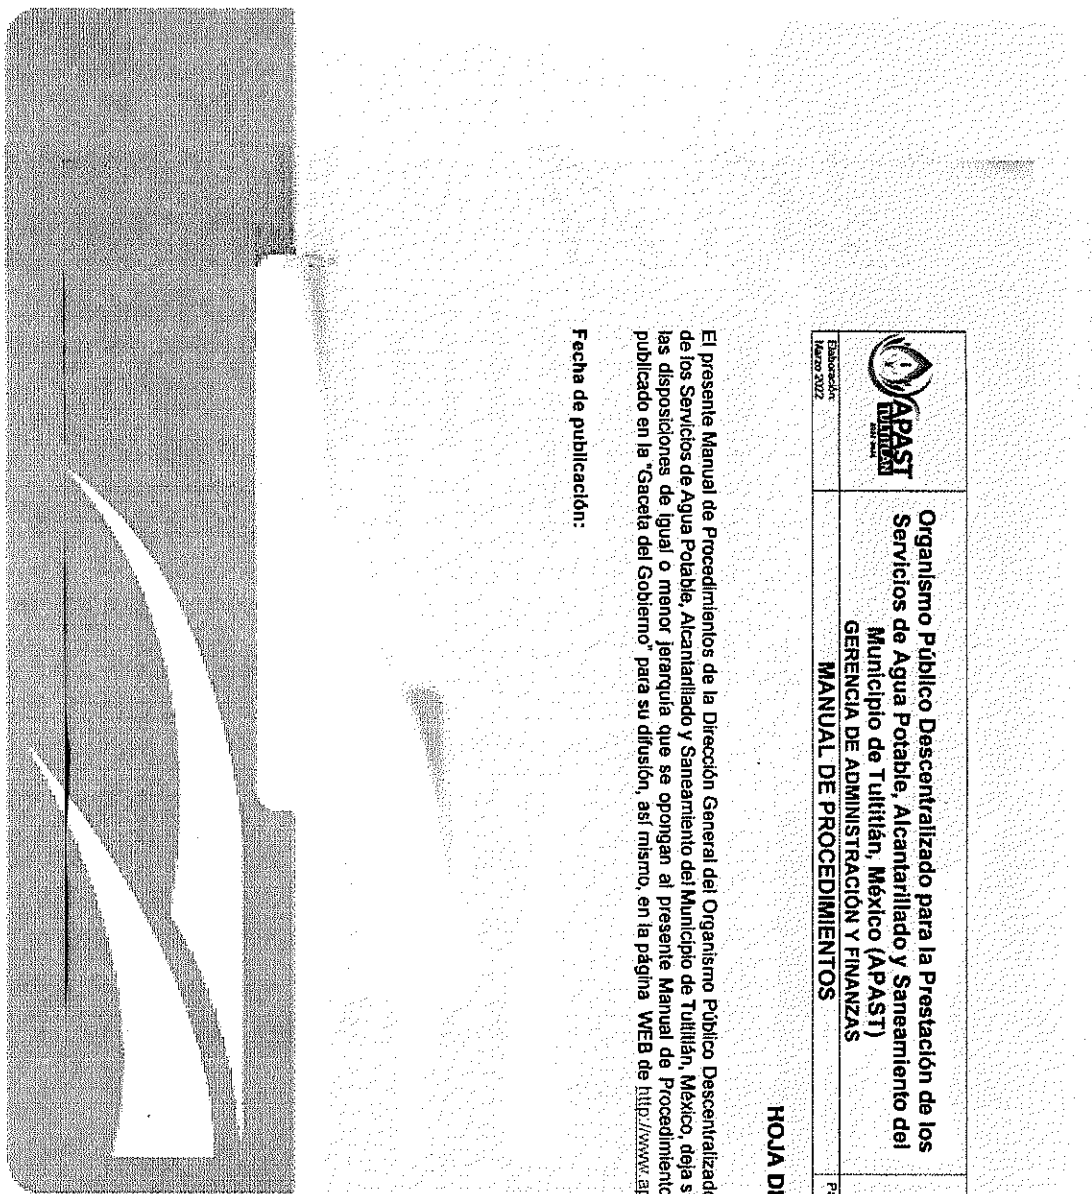 APAST
TULTITLÁN
Elaboración:
Marzo 2022
Organismo Público Descentralizado para la Prestación de los
Servicios de Agua Potable, Alcantarillado y Saneamiento del
Municipio de Tultitlán, México (APAST)
GERENCIA DE ADMINISTRACIÓN Y FINANZAS
MANUAL DE PROCEDIMIENTOS
HOJA DE
El presente Manual de Procedimientos de la Dirección General del Organismo Público Descentralizado
de los Servicios de Agua Potable, Alcantarillado y Saneamiento del Municipio de Tultitlán, México, deja s
las disposiciones de igual o menor jerarquía que se opongan al presente Manual de Procedimiento
publicado en la "Gaceta del Gobierno" para su difusión, así mismo, en la página WEB de http://www.ap
Fecha de publicación: